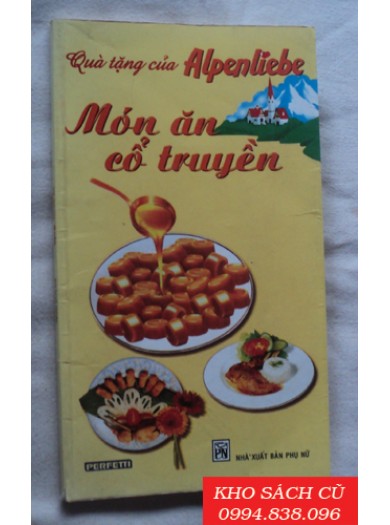 Quà tặng của Alpenliebe
Món ăn
cổ truyền
PERFETTI
PN
NHÀ XUẤT BẢN PHỤ NỮ
KHO SÁCH CŨ
0994.838.096